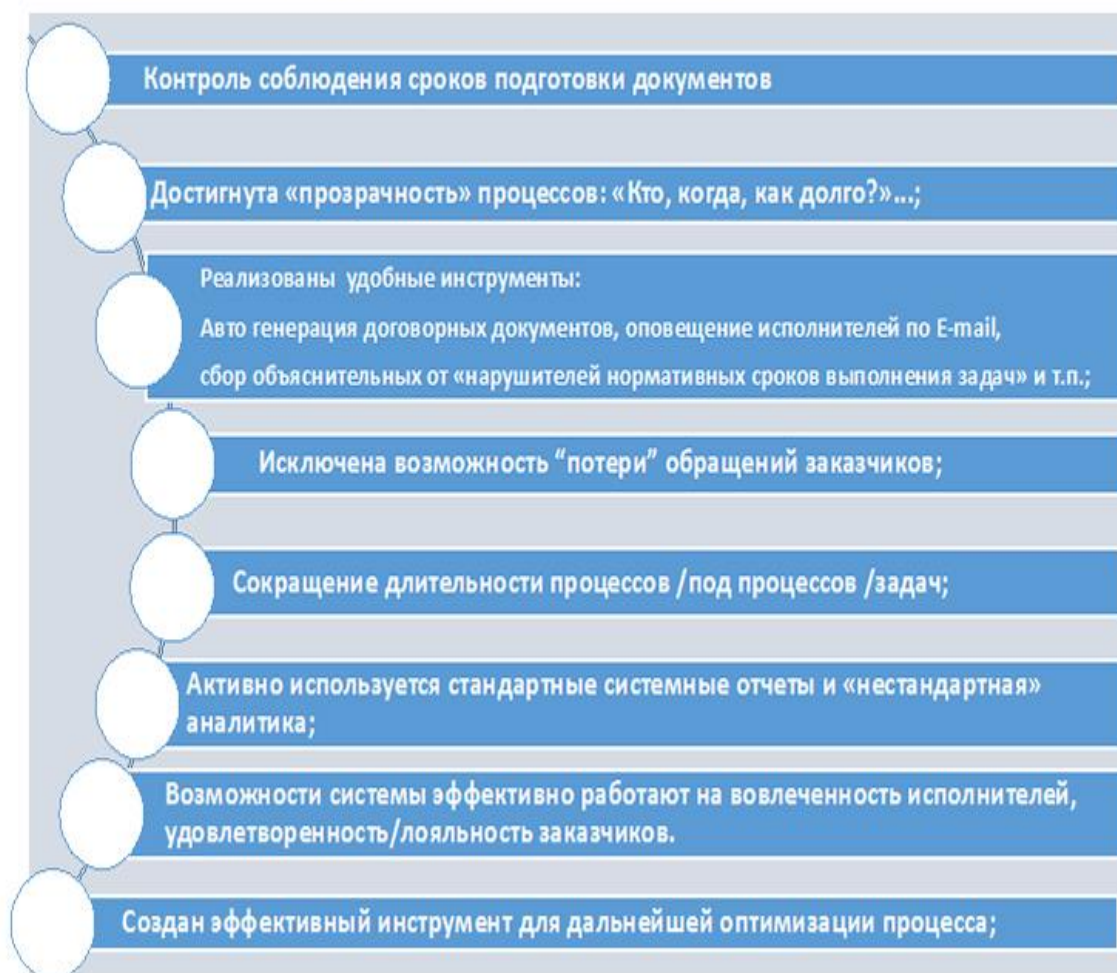 Контроль соблюдения сроков подготовки документов
Достигнута «прозрачность» процессов: «Кто, когда, как долго?»...;
Реализованы удобные инструменты:
Авто генерация договорных документов, оповещение исполнителей по E-mail,
сбор объяснительных от «нарушителей нормативных сроков выполнения задач» и т.п.;
Исключена возможность “потери” обращений заказчиков;
Сокращение длительности процессов /под процессов /задач;
Активно используется стандартные системные отчеты и «нестандартная»
аналитика;
Возможности системы эффективно работают на вовлеченность исполнителей,
удовлетворенность/лояльность заказчиков.
Создан эффективный инструмент для дальнейшей оптимизации процесса;